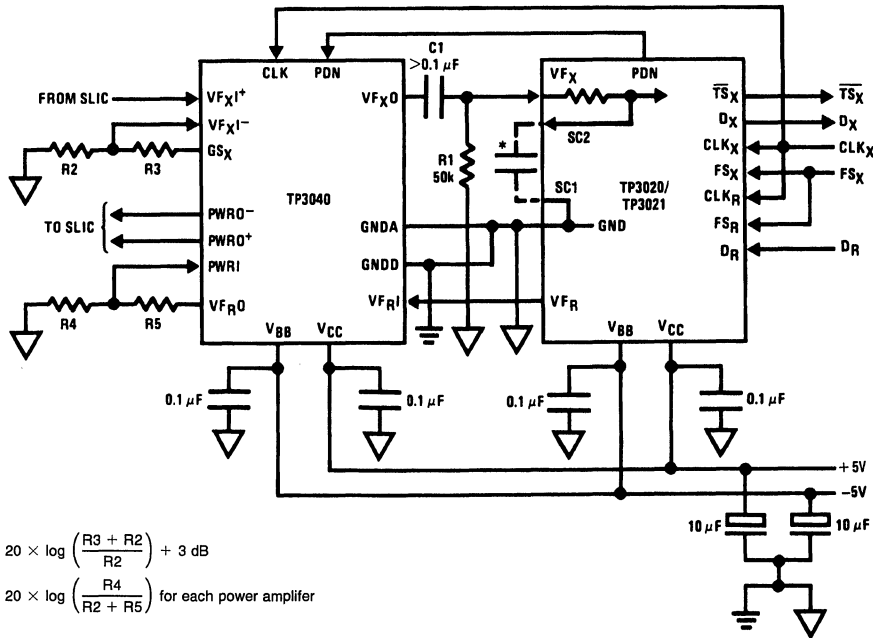 C1
>0.1 μF
CLK PDN
VFX PDN
FROM SLIC
VFXI+
VFXO
T̅S̅X T̅S̅X
VFXI−
DX DX
R2 R3
GSX
SC2
CLKX CLKX
*
R1
50k
FSX FSX
SC1
TP3040
TP3020/
TP3021
CLKR
PWRO−
TO SLIC
GNDA
GND
FSR
PWRO+
DR DR
PWRI
GNDD
R4 R5
VFRO
VFRI
VFR
VBB VCC
VBB VCC
0.1 μF
0.1 μF
0.1 μF
0.1 μF
+5V
−5V
10 μF
10 μF
20 × log (R3 + R2 / R2) + 3 dB
20 × log (R4 / R2 + R5) for each power amplifer